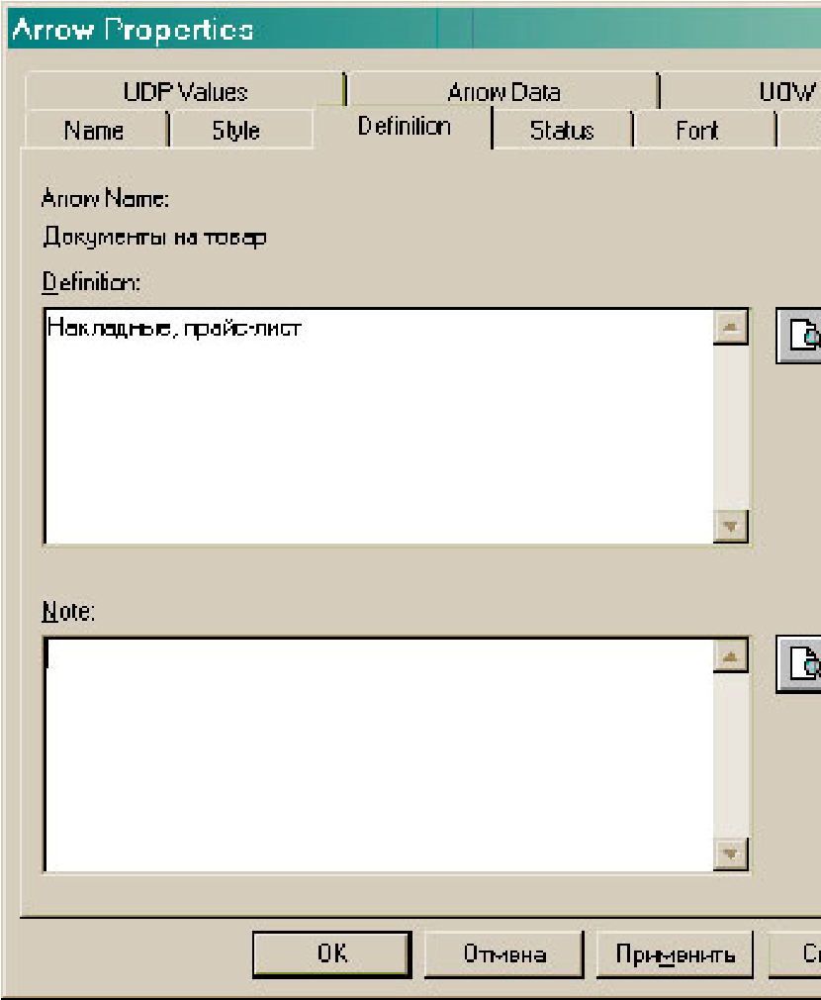 Arrow Properties
UDP Values
Arrow Data
UOW
Name
Style
Definition
Status
Font
Arrow Name:
Документы на товар
Definition:
Накладные, прайс-лист
Note:
OK
Отмена
Применить